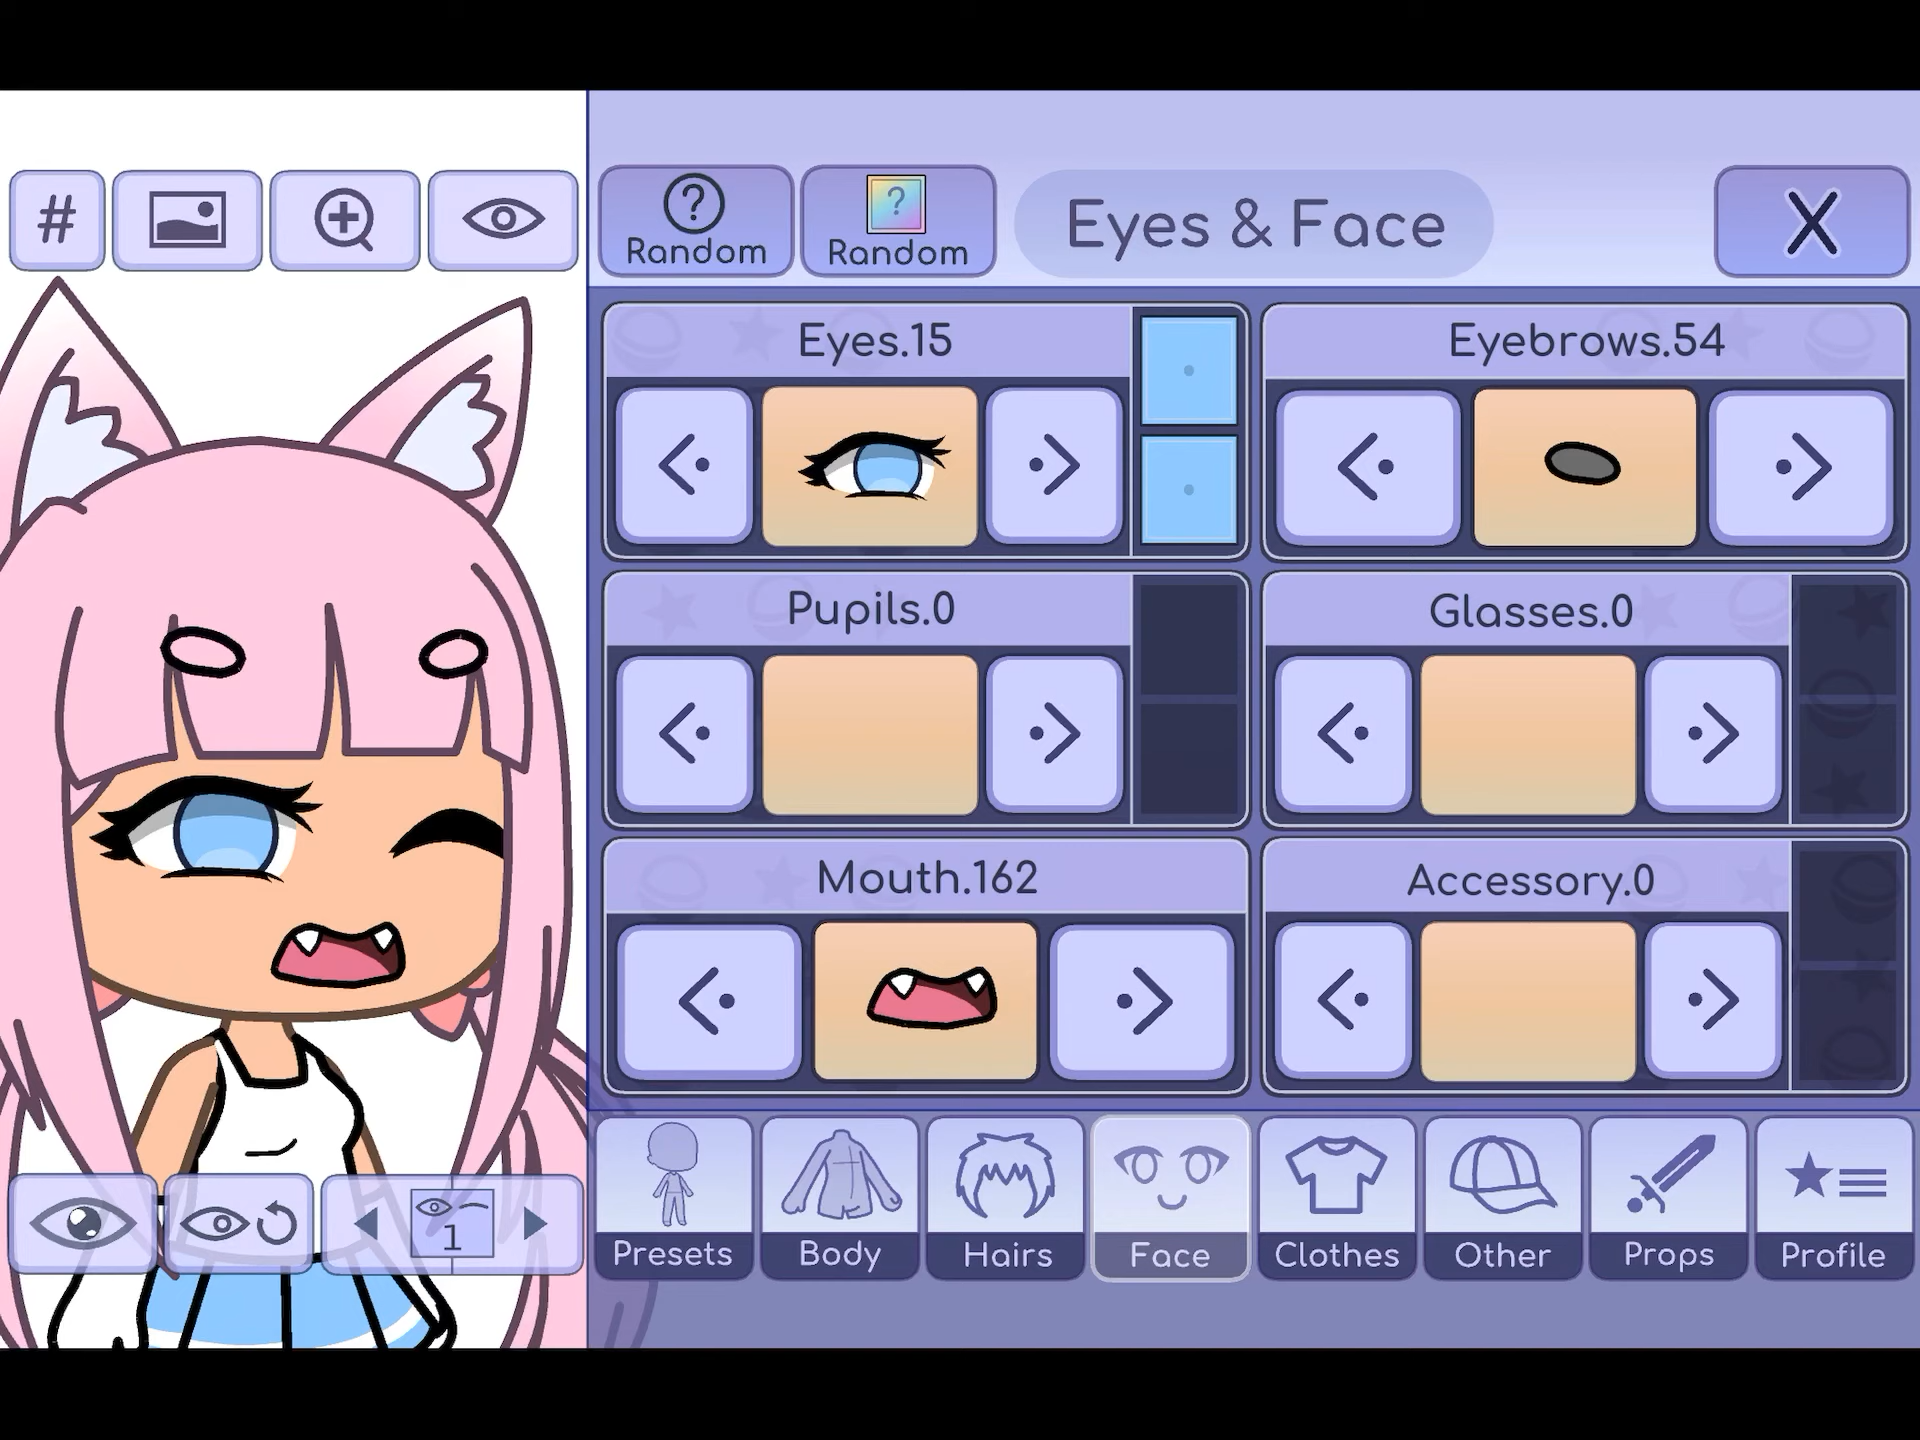 #
?
Random
?
Random
Eyes & Face
X
Eyes.15
Eyebrows.54
Pupils.0
Glasses.0
Mouth.162
Accessory.0
1
Presets
Body
Hairs
Face
Clothes
Other
Props
Profile